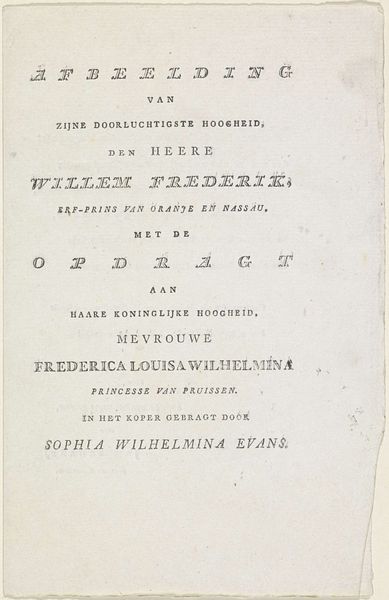 AFBEELDING
VAN
ZIJNE DOORLUCHTIGSTE HOOGHEID,
DEN HEERE
WILLEM FREDERIK,
ERF-PRINS VAN ORANJE EN NASSAU,
MET DE
OPDRAGT
AAN
HAARE KONINGLIJKE HOOGHEID,
MEVROUWE
FREDERICA LOUISA WILHELMINA
PRINCESSE VAN PRUISSEN.
IN HET KOPER GEBRAGT DOOR
SOPHIA WILHELMINA EVANS.